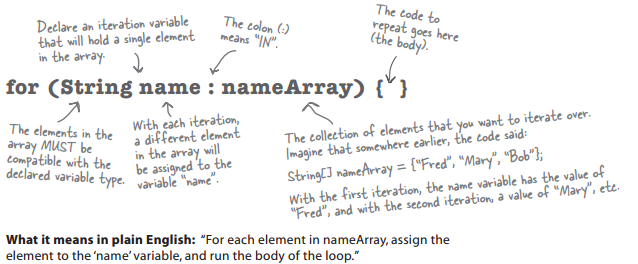 Declare an iteration variable
that will hold a single element
in the array.
The colon (:)
means "IN".
The code to
repeat goes here
(the body).
for (String name : nameArray) { }
The elements in the
array MUST be
compatible with the
declared variable type.
With each iteration,
a different element
in the array will
be assigned to the
variable "name".
The collection of elements that you want to iterate over.
Imagine that somewhere earlier, the code said:
String[] nameArray = {"Fred", "Mary", "Bob"};
With the first iteration, the name variable has the value of
"Fred", and with the second iteration, a value of "Mary", etc.
What it means in plain English: "For each element in nameArray, assign the
element to the 'name' variable, and run the body of the loop."